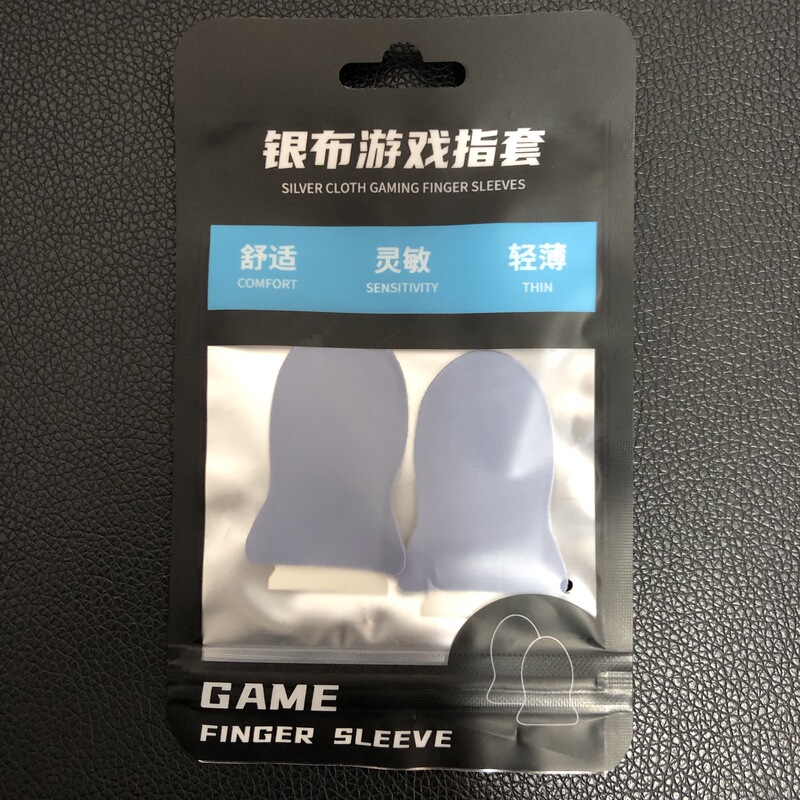 银布游戏指套
SILVER CLOTH GAMING FINGER SLEEVES
舒适 灵敏 轻薄
COMFORT SENSITIVITY THIN
GAME
FINGER SLEEVE